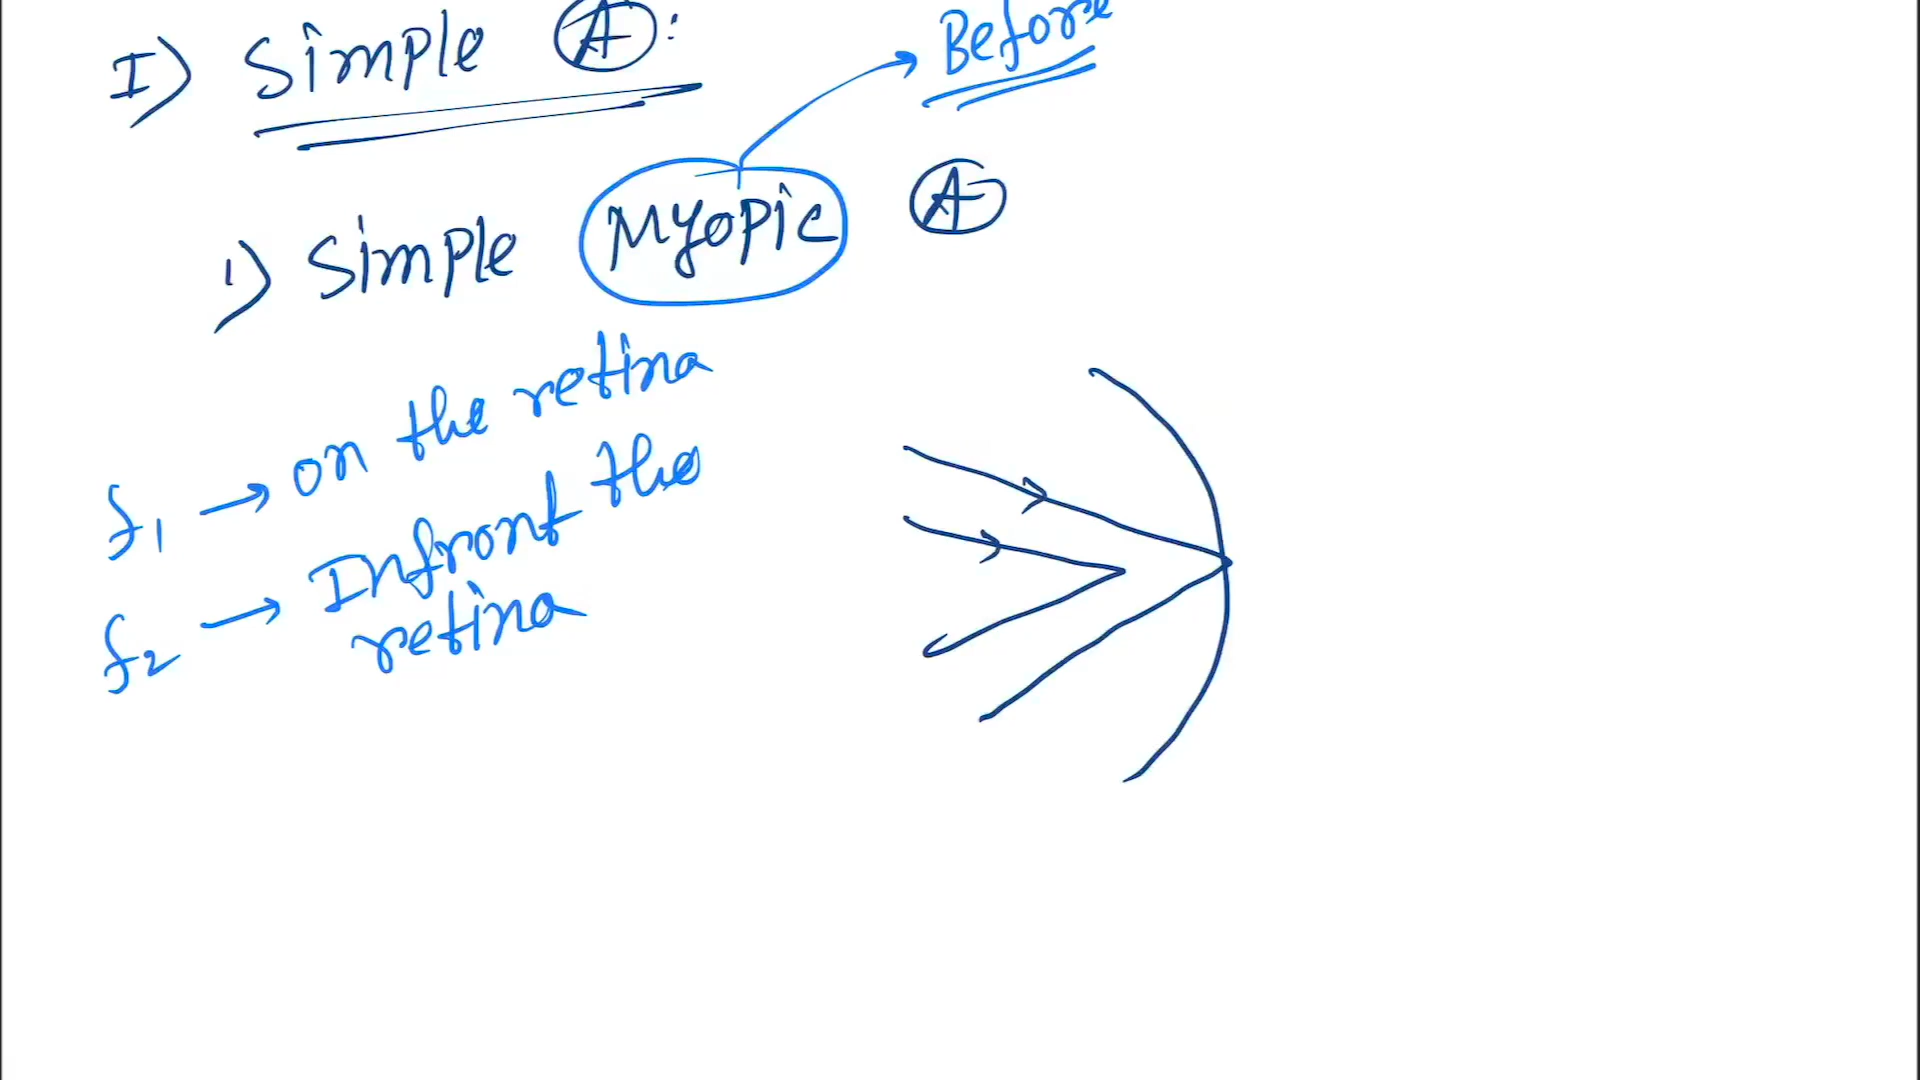 I) Simple A:
Before
1) Simple Myopic A
f1 → on the retina
f2 → Infront the
retina